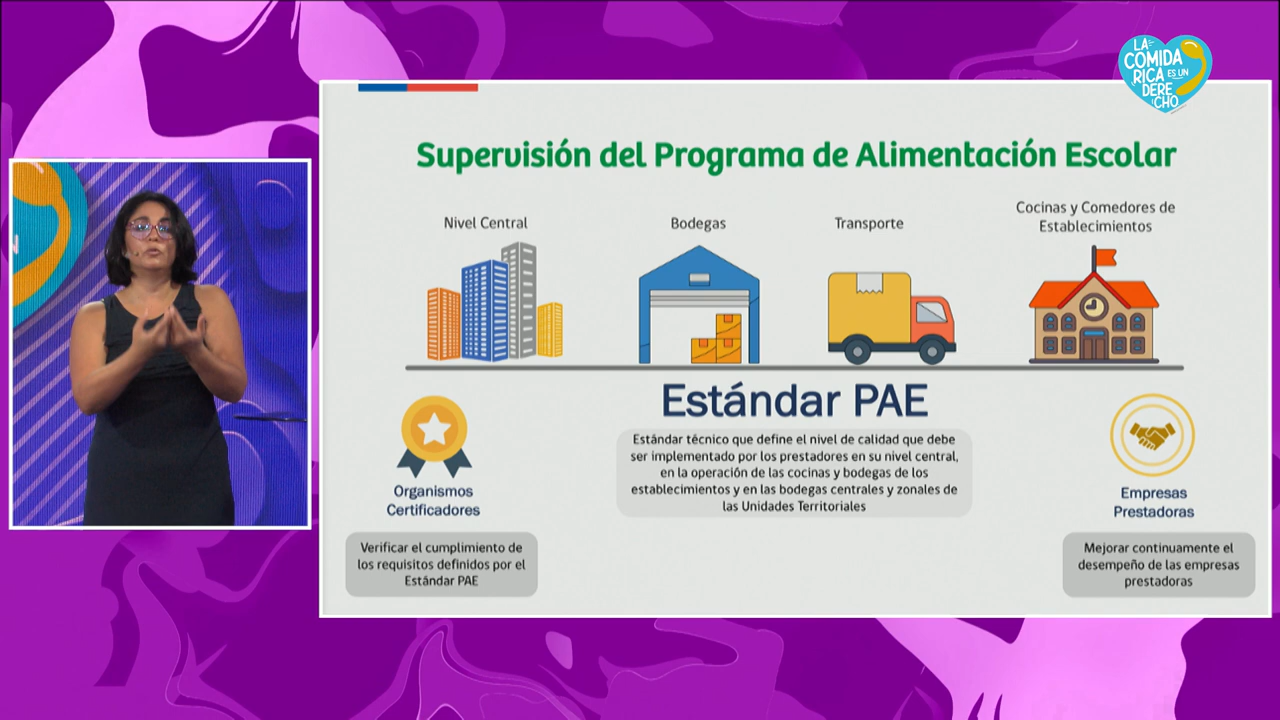 LA
COMIDA
RICA ES UN
DERE
CHO
Supervisión del Programa de Alimentación Escolar
Nivel Central
Bodegas
Transporte
Cocinas y Comedores de
Establecimientos
Estándar PAE
Estándar técnico que define el nivel de calidad que debe
ser implementado por los prestadores en su nivel central,
en la operación de las cocinas y bodegas de los
establecimientos y en las bodegas centrales y zonales de
las Unidades Territoriales
Organismos
Certificadores
Verificar el cumplimiento de
los requisitos definidos por el
Estándar PAE
Empresas
Prestadoras
Mejorar continuamente el
desempeño de las empresas
prestadoras
N